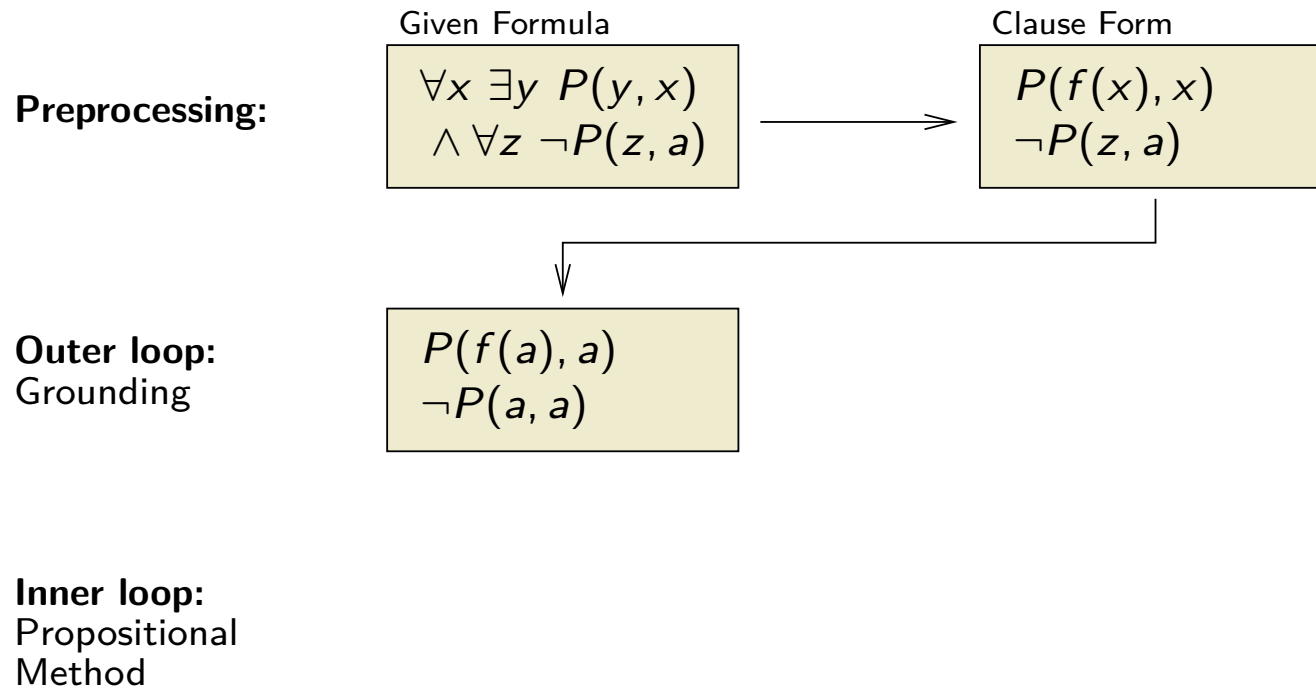 Given Formula
Clause Form
Preprocessing:
∀x ∃y P(y, x)
∧ ∀z ¬P(z, a)
P(f(x), x)
¬P(z, a)
Outer loop:
Grounding
P(f(a), a)
¬P(a, a)
Inner loop:
Propositional
Method